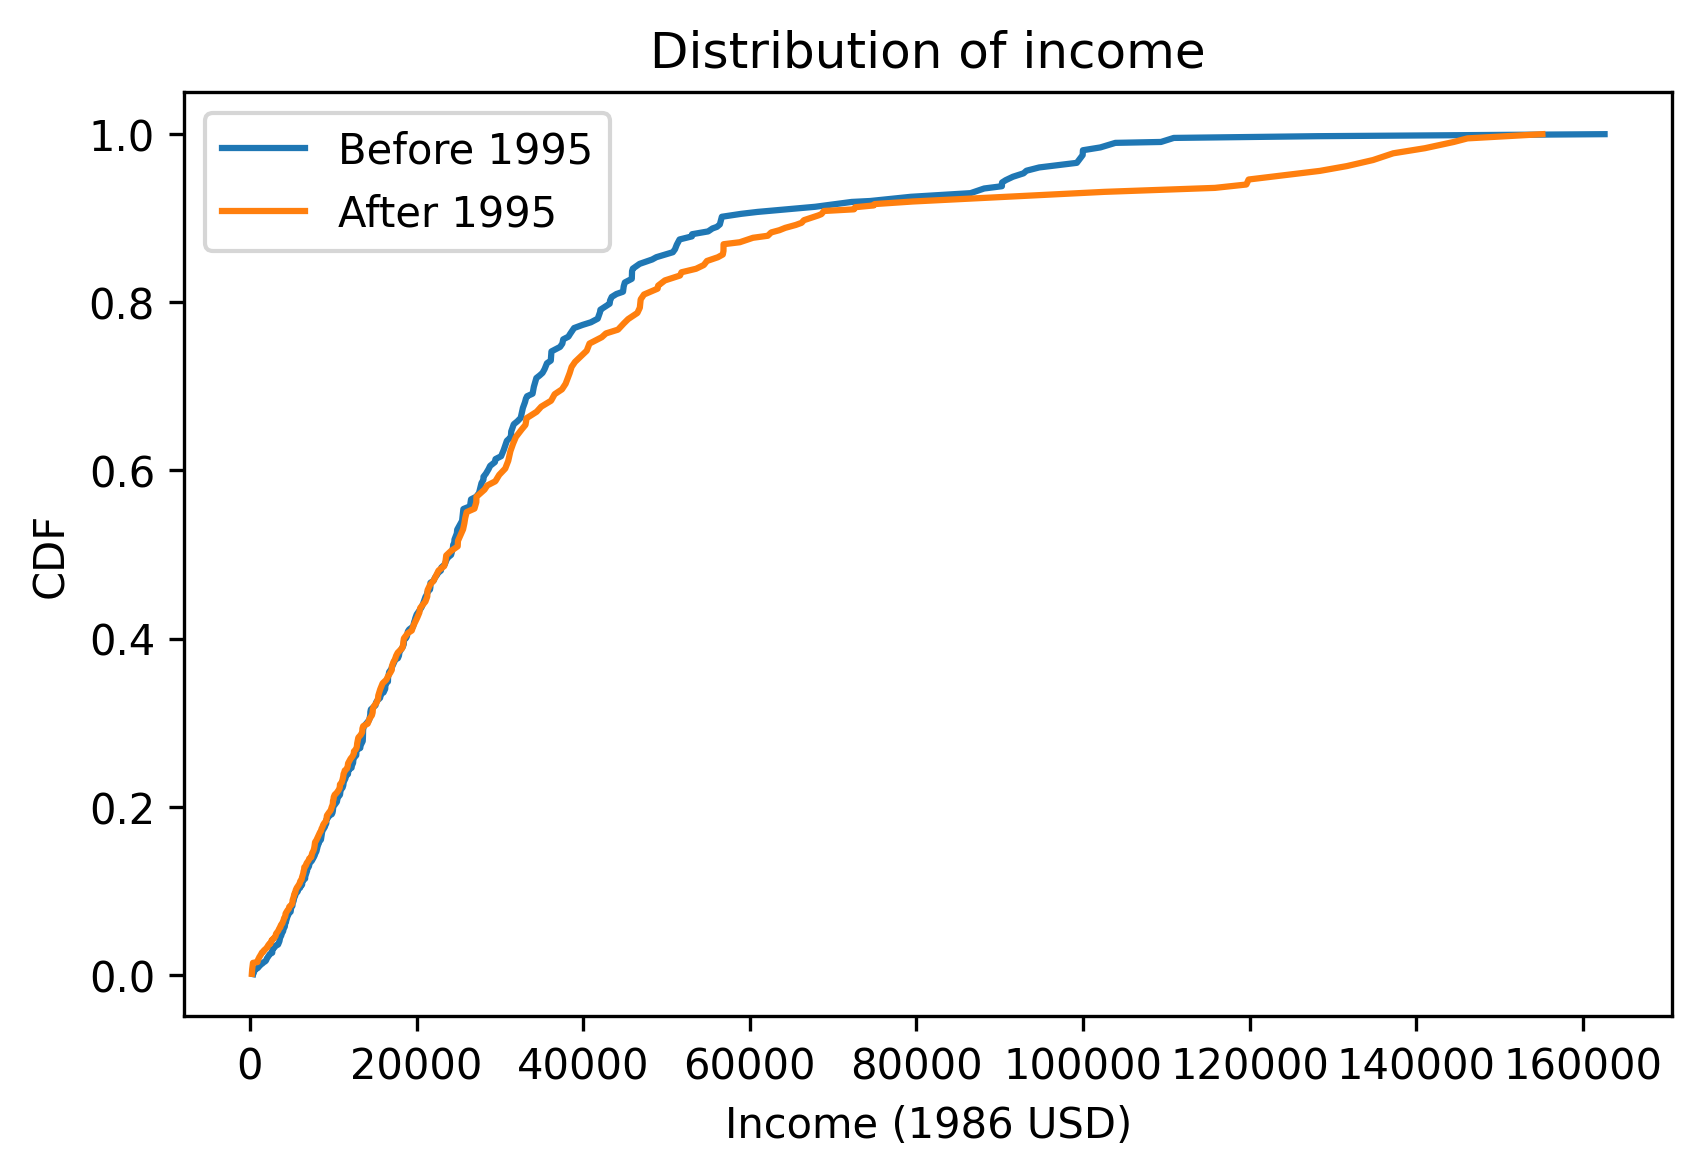 Distribution of income
Before 1995
After 1995
CDF
1.0
0.8
0.6
0.4
0.2
0.0
0 20000 40000 60000 80000 100000 120000 140000 160000
Income (1986 USD)